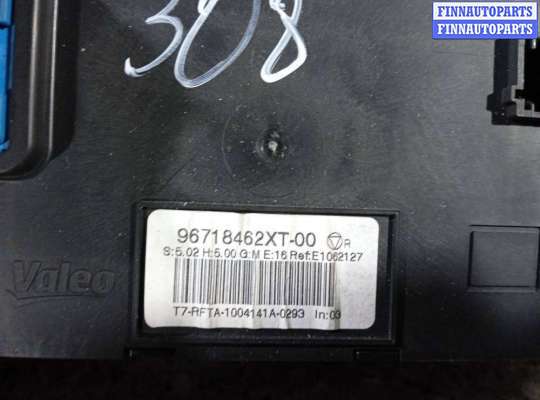 FINNAUTOPARTS
FINNAUTOPARTS
308
96718462XT-00 R
S:5.02 H:5.00 G:M E:16 Ref:E1062127
Valeo
T7-RFTA-1004141A-0293 In:03